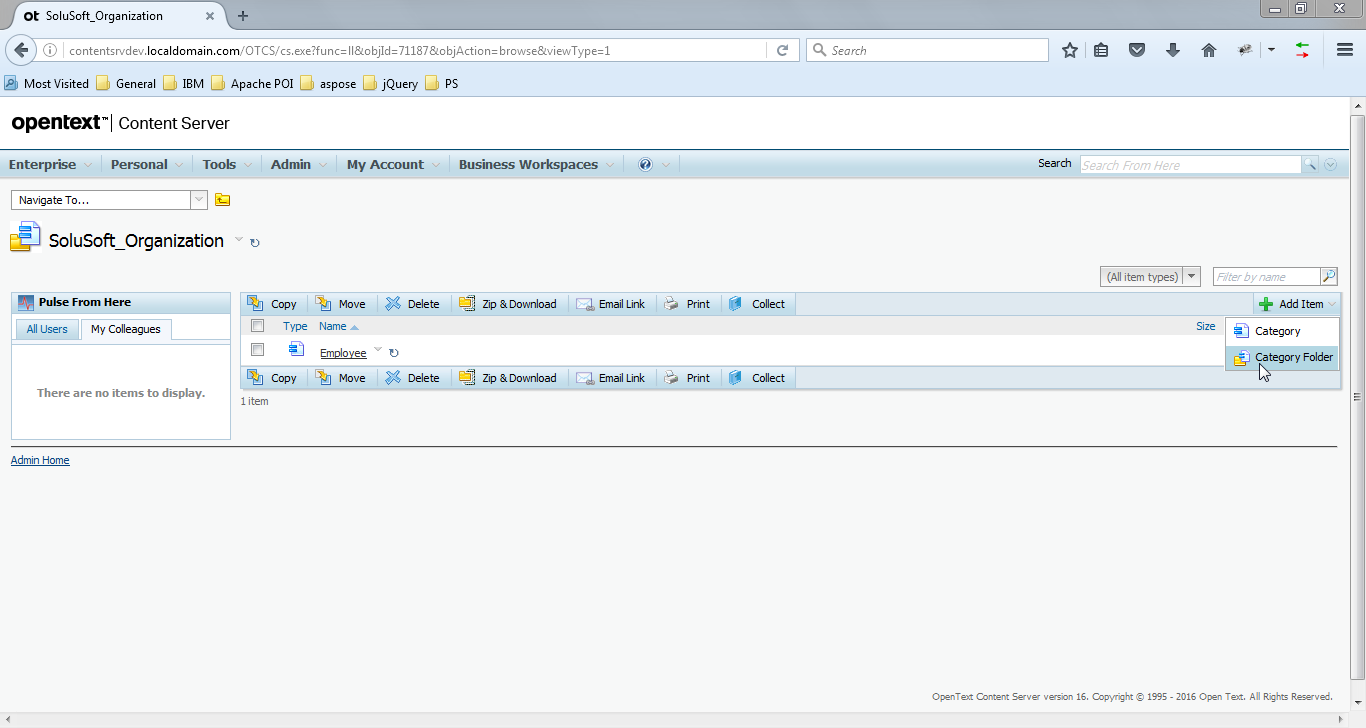 ot SoluSoft_Organization
contentsrvdev.localdomain.com/OTCS/cs.exe?func=ll&objId=71187&objAction=browse&viewType=1
Search
Most Visited General IBM Apache POI aspose jQuery PS
opentext™ | Content Server
Enterprise Personal Tools Admin My Account Business Workspaces ?
Search Search From Here
Navigate To...
SoluSoft_Organization
(All item types) Filter by name
Pulse From Here
All Users My Colleagues
There are no items to display.
Copy Move Delete Zip & Download Email Link Print Collect Add Item
Type Name Size
Category
Category Folder
Employee
Copy Move Delete Zip & Download Email Link Print Collect
1 item
Admin Home
OpenText Content Server version 16. Copyright © 1995 - 2016 Open Text. All Rights Reserved.